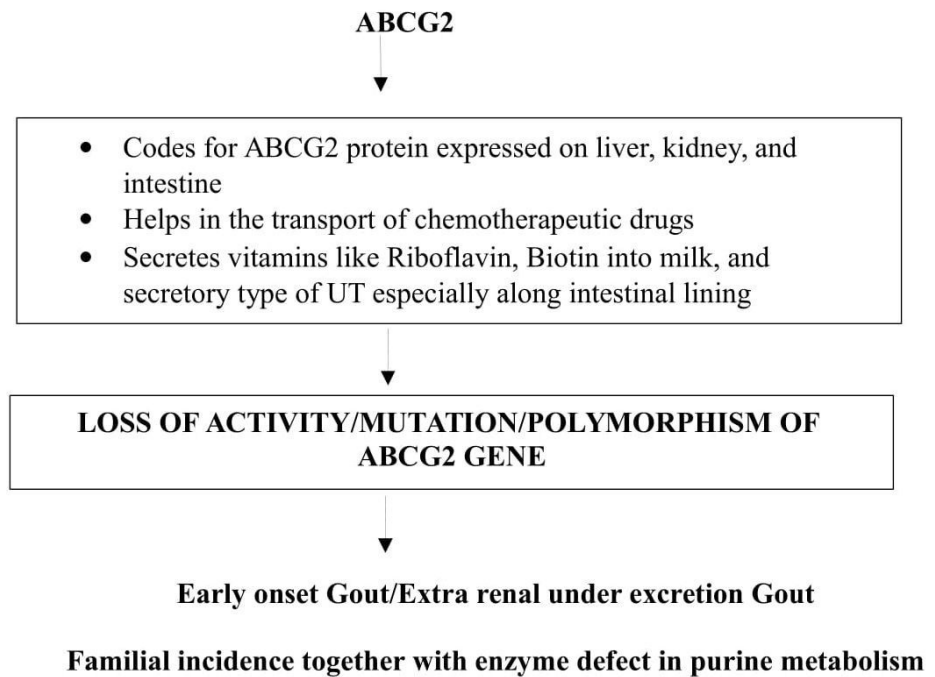 ABCG2
• Codes for ABCG2 protein expressed on liver, kidney, and
intestine
• Helps in the transport of chemotherapeutic drugs
• Secretes vitamins like Riboflavin, Biotin into milk, and
secretory type of UT especially along intestinal lining
LOSS OF ACTIVITY/MUTATION/POLYMORPHISM OF
ABCG2 GENE
Early onset Gout/Extra renal under excretion Gout
Familial incidence together with enzyme defect in purine metabolism